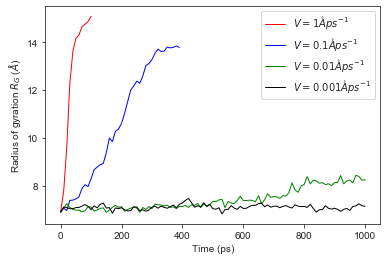 V = 1Åps⁻¹
V = 0.1Åps⁻¹
V = 0.01Åps⁻¹
V = 0.001Åps⁻¹
Radius of gyration R_G (Å)
14
12
10
8
0
200
400
600
800
1000
Time (ps)